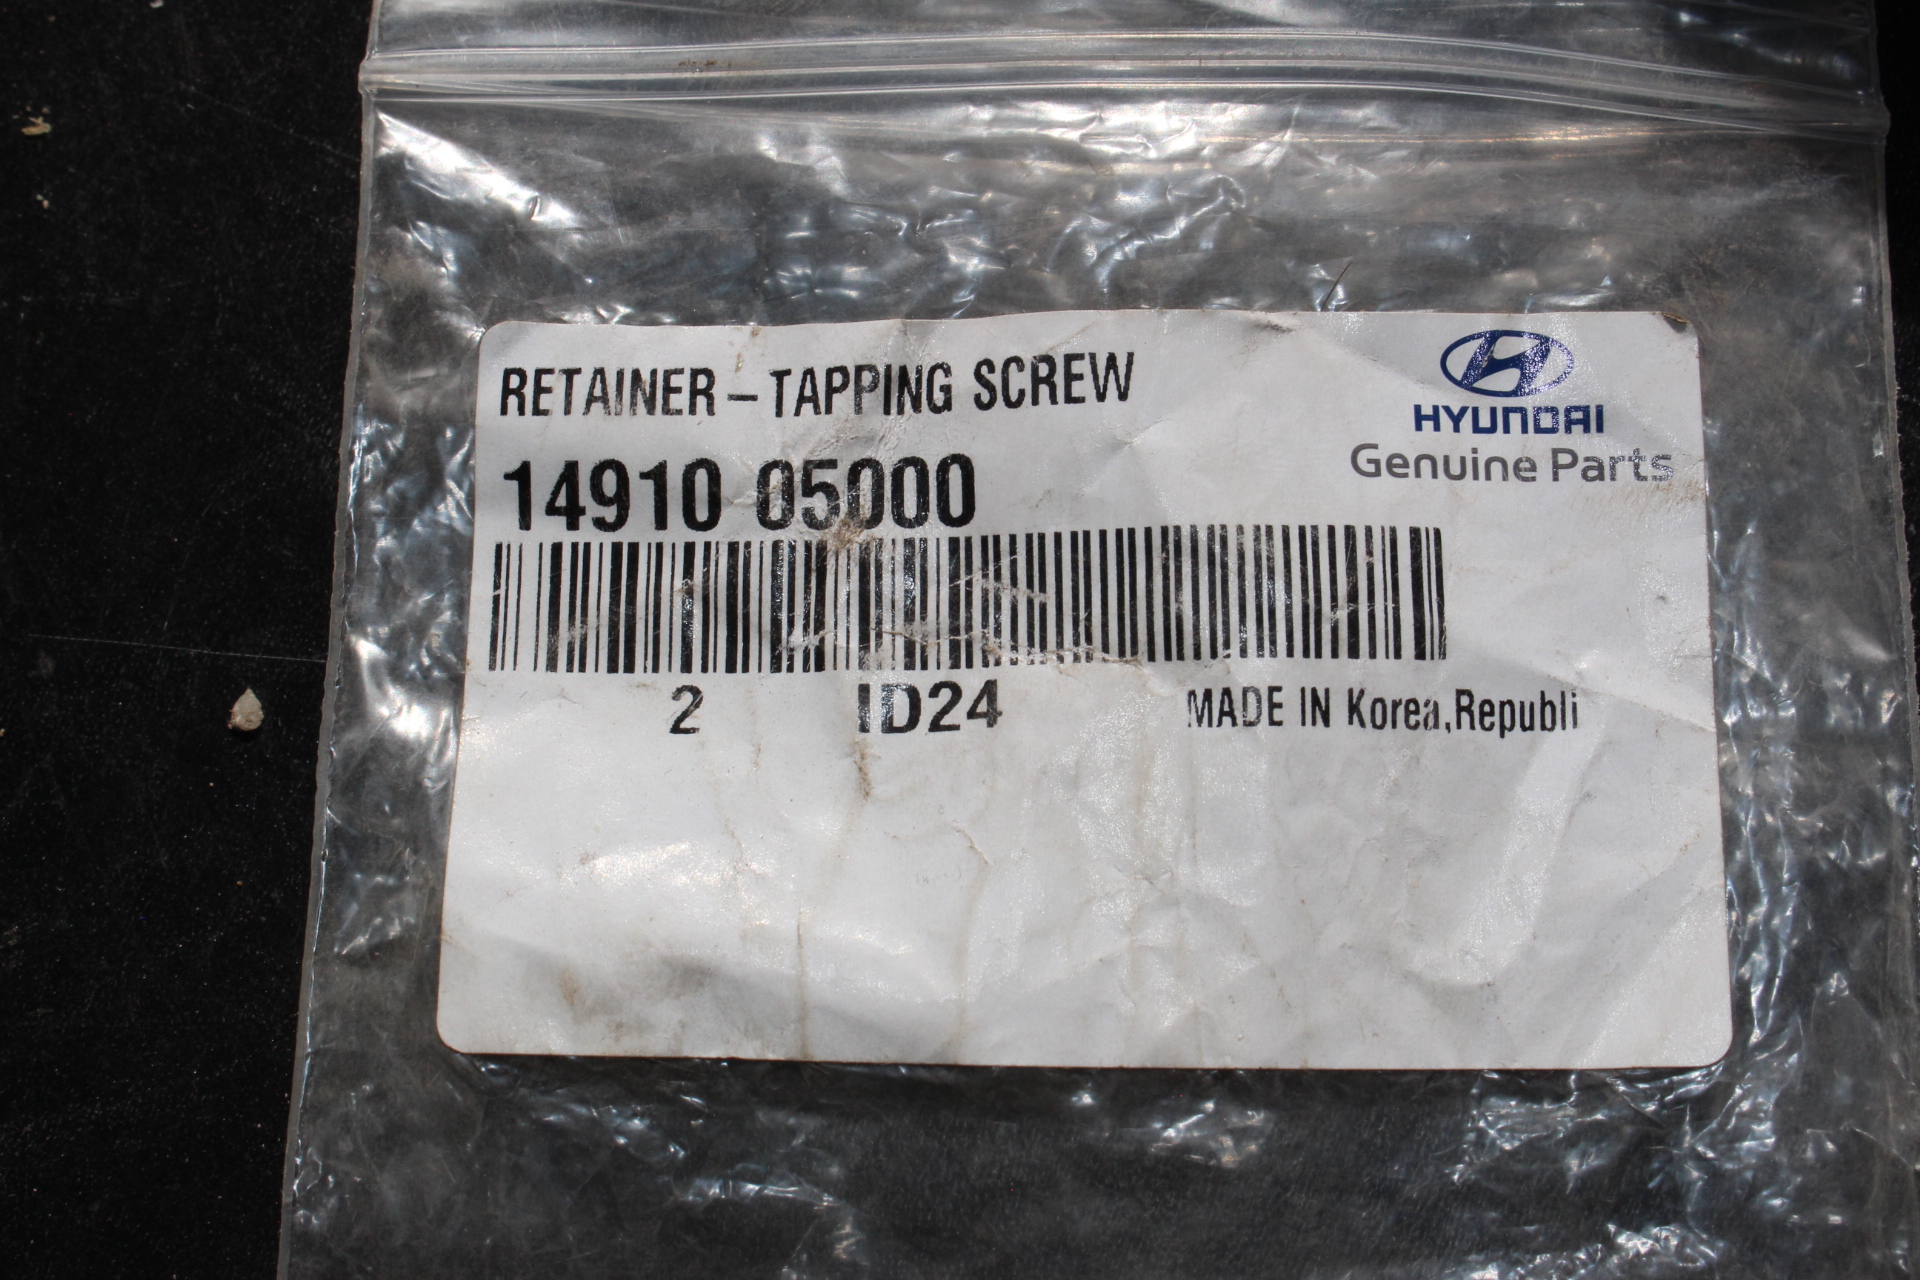 RETAINER-TAPPING SCREW
HYUNDAI
Genuine Parts
14910 05000
2 ID24 MADE IN Korea,Republi